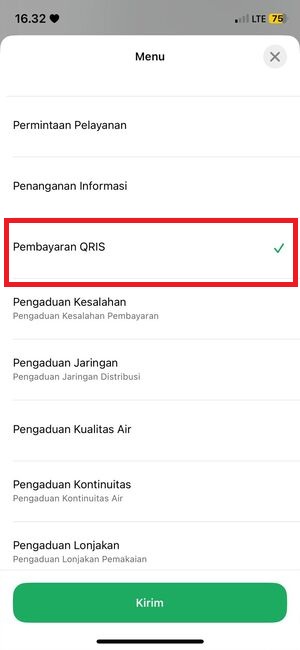 16.32
LTE 75
Menu
Permintaan Pelayanan
Penanganan Informasi
Pembayaran QRIS
Pengaduan Kesalahan
Pengaduan Kesalahan Pembayaran
Pengaduan Jaringan
Pengaduan Jaringan Distribusi
Pengaduan Kualitas Air
Pengaduan Kontinuitas
Pengaduan Kontinuitas Air
Pengaduan Lonjakan
Pengaduan Lonjakan Pemakaian
Kirim